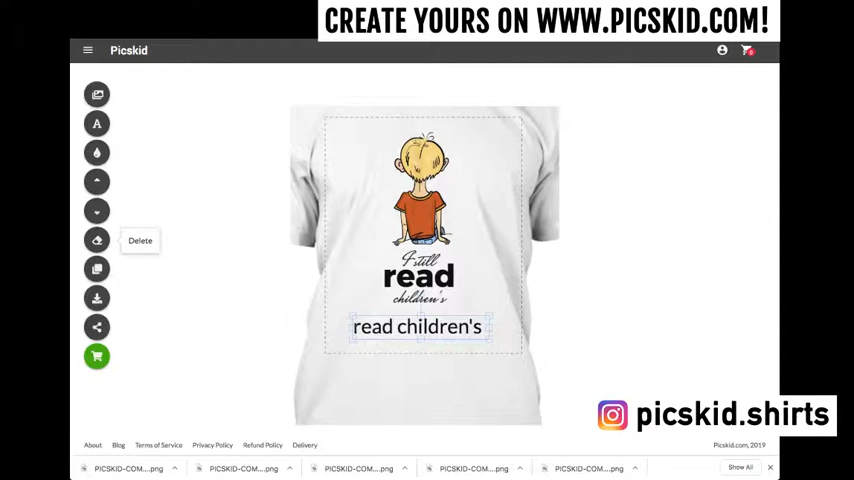 CREATE YOURS ON WWW.PICSKID.COM!
Picskid
0
A
Delete
I still
read
children's
read children's
picskid.shirts
About Blog Terms of Service Privacy Policy Refund Policy Delivery
Picskid.com, 2019
PICSKID-COM....png PICSKID-COM....png PICSKID-COM....png PICSKID-COM....png PICSKID-COM....png Show All